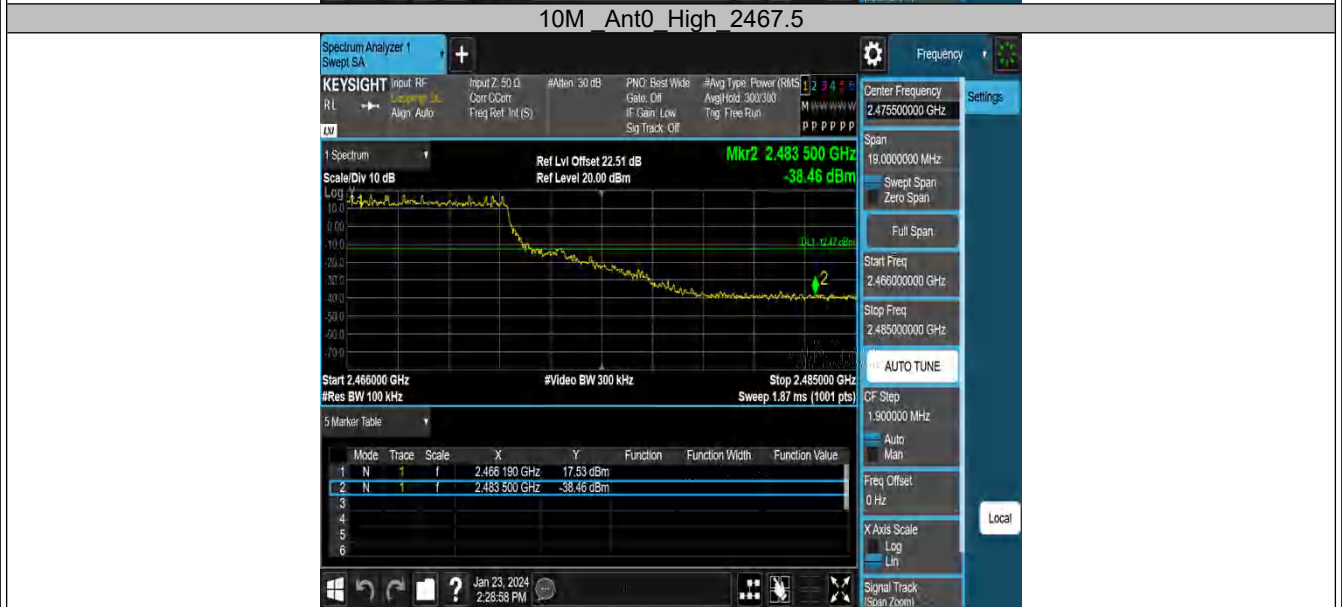 10M _Ant0_High_2467.5
Spectrum Analyzer 1
Swept SA
+
Frequency
KEYSIGHT Input: RF
RL
Align: Auto
LXI
Input Z: 50 Ω
Corr CCorr
Freq Ref: Int (S)
#Atten: 30 dB
PNO: Best Wide
Gate: Off
IF Gain: Low
Sig Track: Off
#Avg Type: Power (RMS
Avg|Hold: 300/300
Trig: Free Run
1 2 3 4 5 6
M W W W W W
P P P P P P
Center Frequency
2.475500000 GHz
Settings
Span
19.0000000 MHz
Swept Span
Zero Span
Full Span
Start Freq
2.466000000 GHz
Stop Freq
2.485000000 GHz
AUTO TUNE
CF Step
1.900000 MHz
Auto
Man
Freq Offset
0 Hz
X Axis Scale
Log
Lin
Signal Track
(Span Zoom)
Local
1 Spectrum
Scale/Div 10 dB
Ref Lvl Offset 22.51 dB
Ref Level 20.00 dBm
Mkr2 2.483 500 GHz
-38.46 dBm
Log
10.0
0.00
-10.0
-20.0
-30.0
-40.0
-50.0
-60.0
-70.0
DL1 -12.47 dBm
2
Start 2.466000 GHz
#Res BW 100 kHz
#Video BW 300 kHz
Stop 2.485000 GHz
Sweep 1.87 ms (1001 pts)
5 Marker Table
Mode Trace Scale X Y Function Function Width Function Value
1 N 1 f 2.466 190 GHz 17.53 dBm
2 N 1 f 2.483 500 GHz -38.46 dBm
3
4
5
6
? Jan 23, 2024
2:28:58 PM